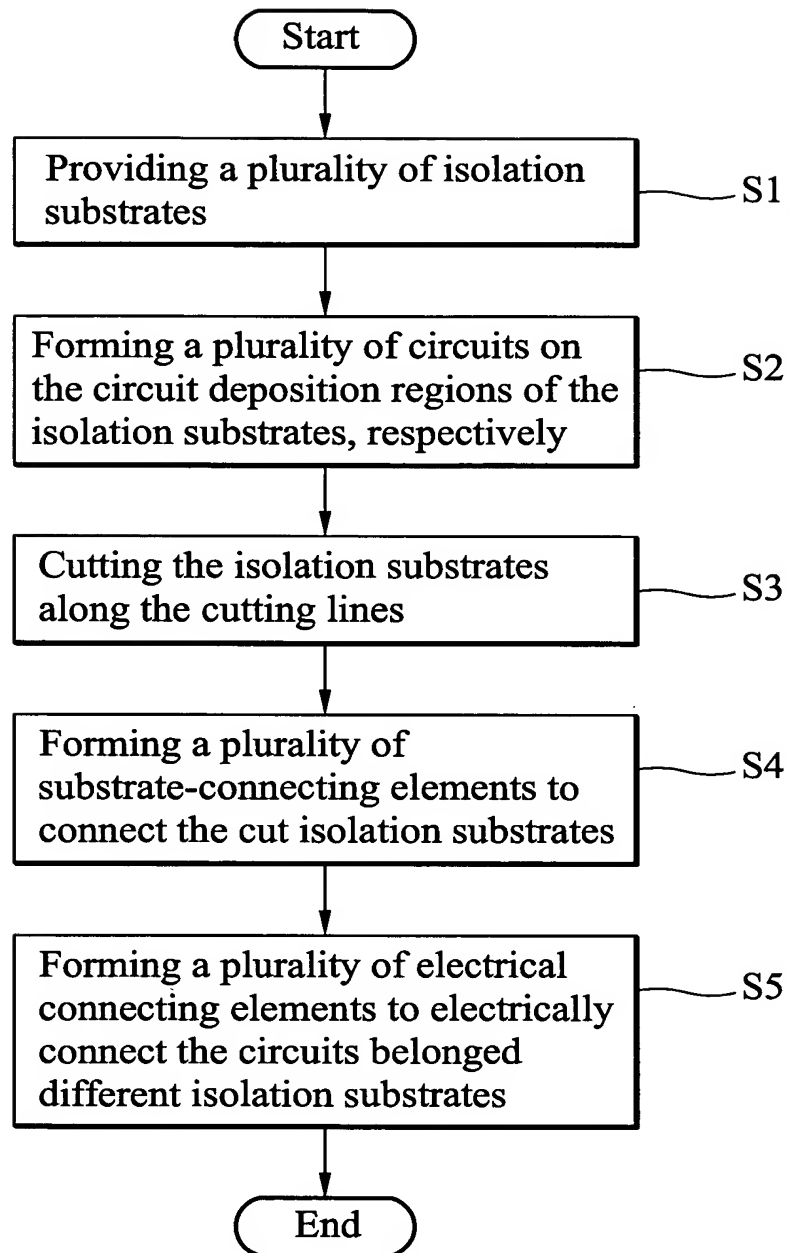 Start
Providing a plurality of isolation
substrates
S1
Forming a plurality of circuits on
the circuit deposition regions of the
isolation substrates, respectively
S2
Cutting the isolation substrates
along the cutting lines
S3
Forming a plurality of
substrate-connecting elements to
connect the cut isolation substrates
S4
Forming a plurality of electrical
connecting elements to electrically
connect the circuits belonged
different isolation substrates
S5
End